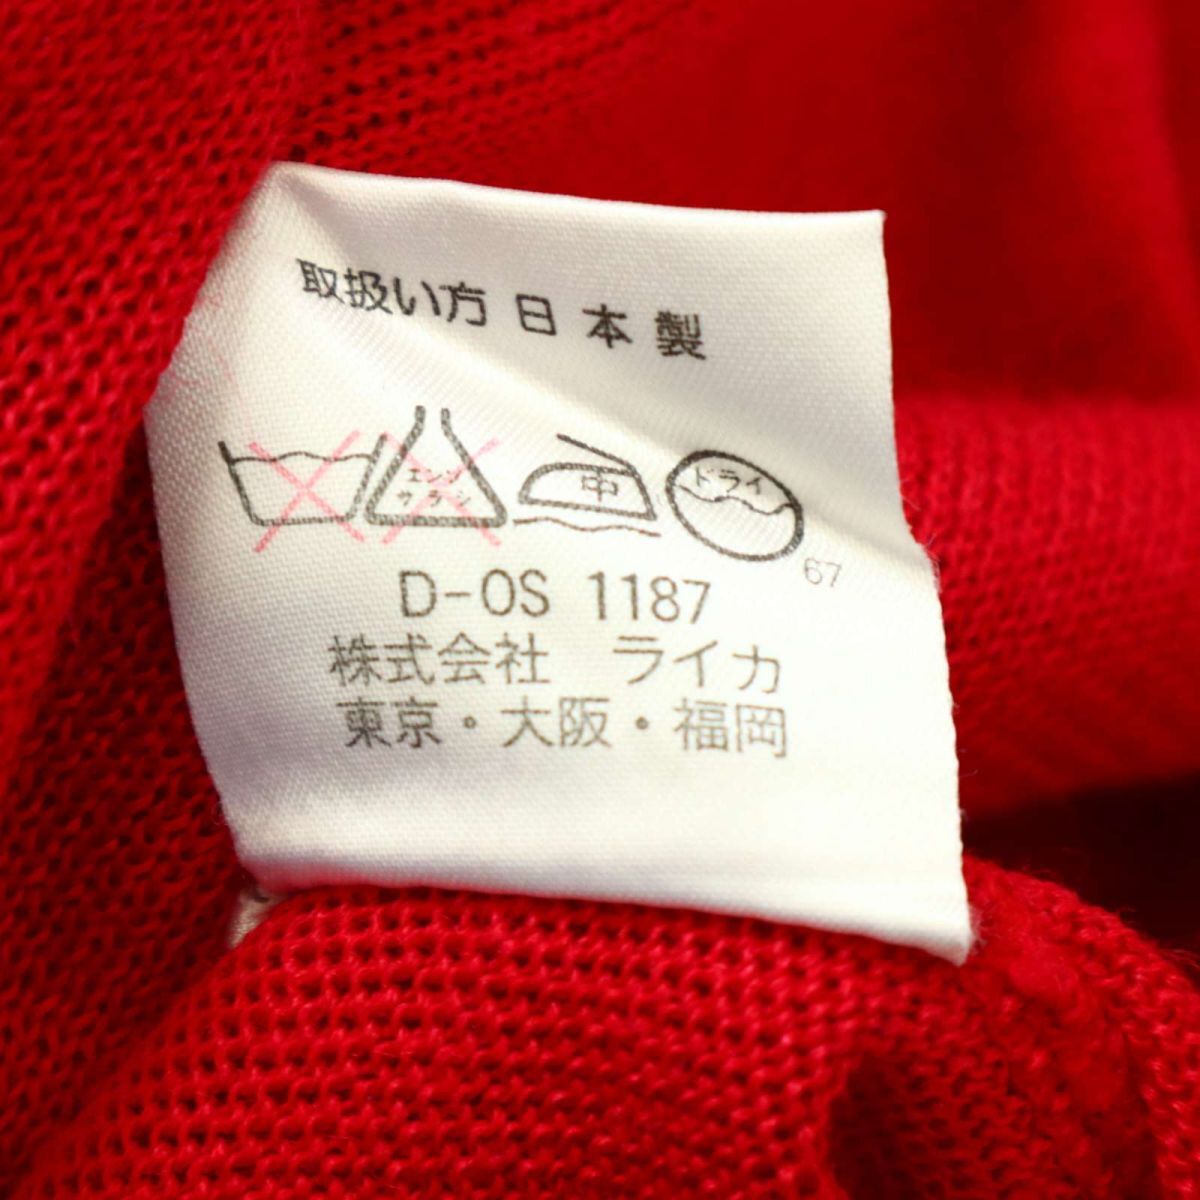 取扱い方 日本製
エンソ
サラシ
中
ドライ
67
D-OS 1187
株式会社 ライカ
東京・大阪・福岡